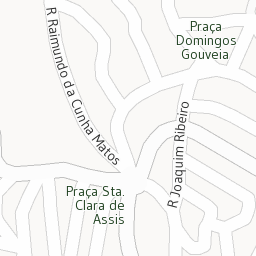 Praça
Domingos
Gouveia
R Raimundo da Cunha Matos
R Joaquim Ribeiro
Praça Sta.
Clara de
Assis